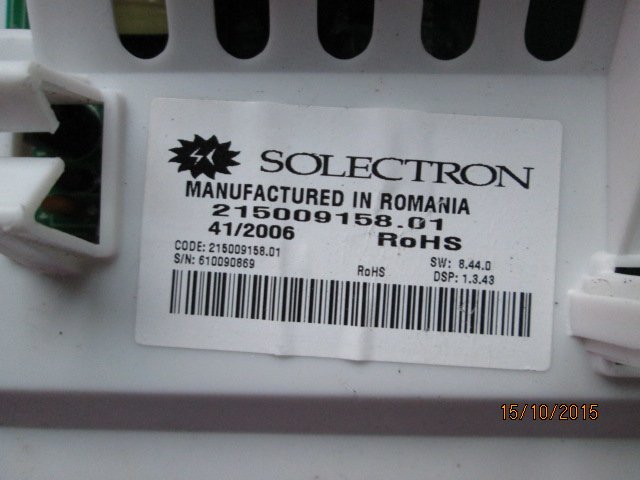 SOLECTRON
MANUFACTURED IN ROMANIA
215009158.01
41/2006 RoHS
CODE: 215009158.01 SW: 8.44.0
S/N: 610090869 RoHS DSP: 1.3.43
15/10/2015